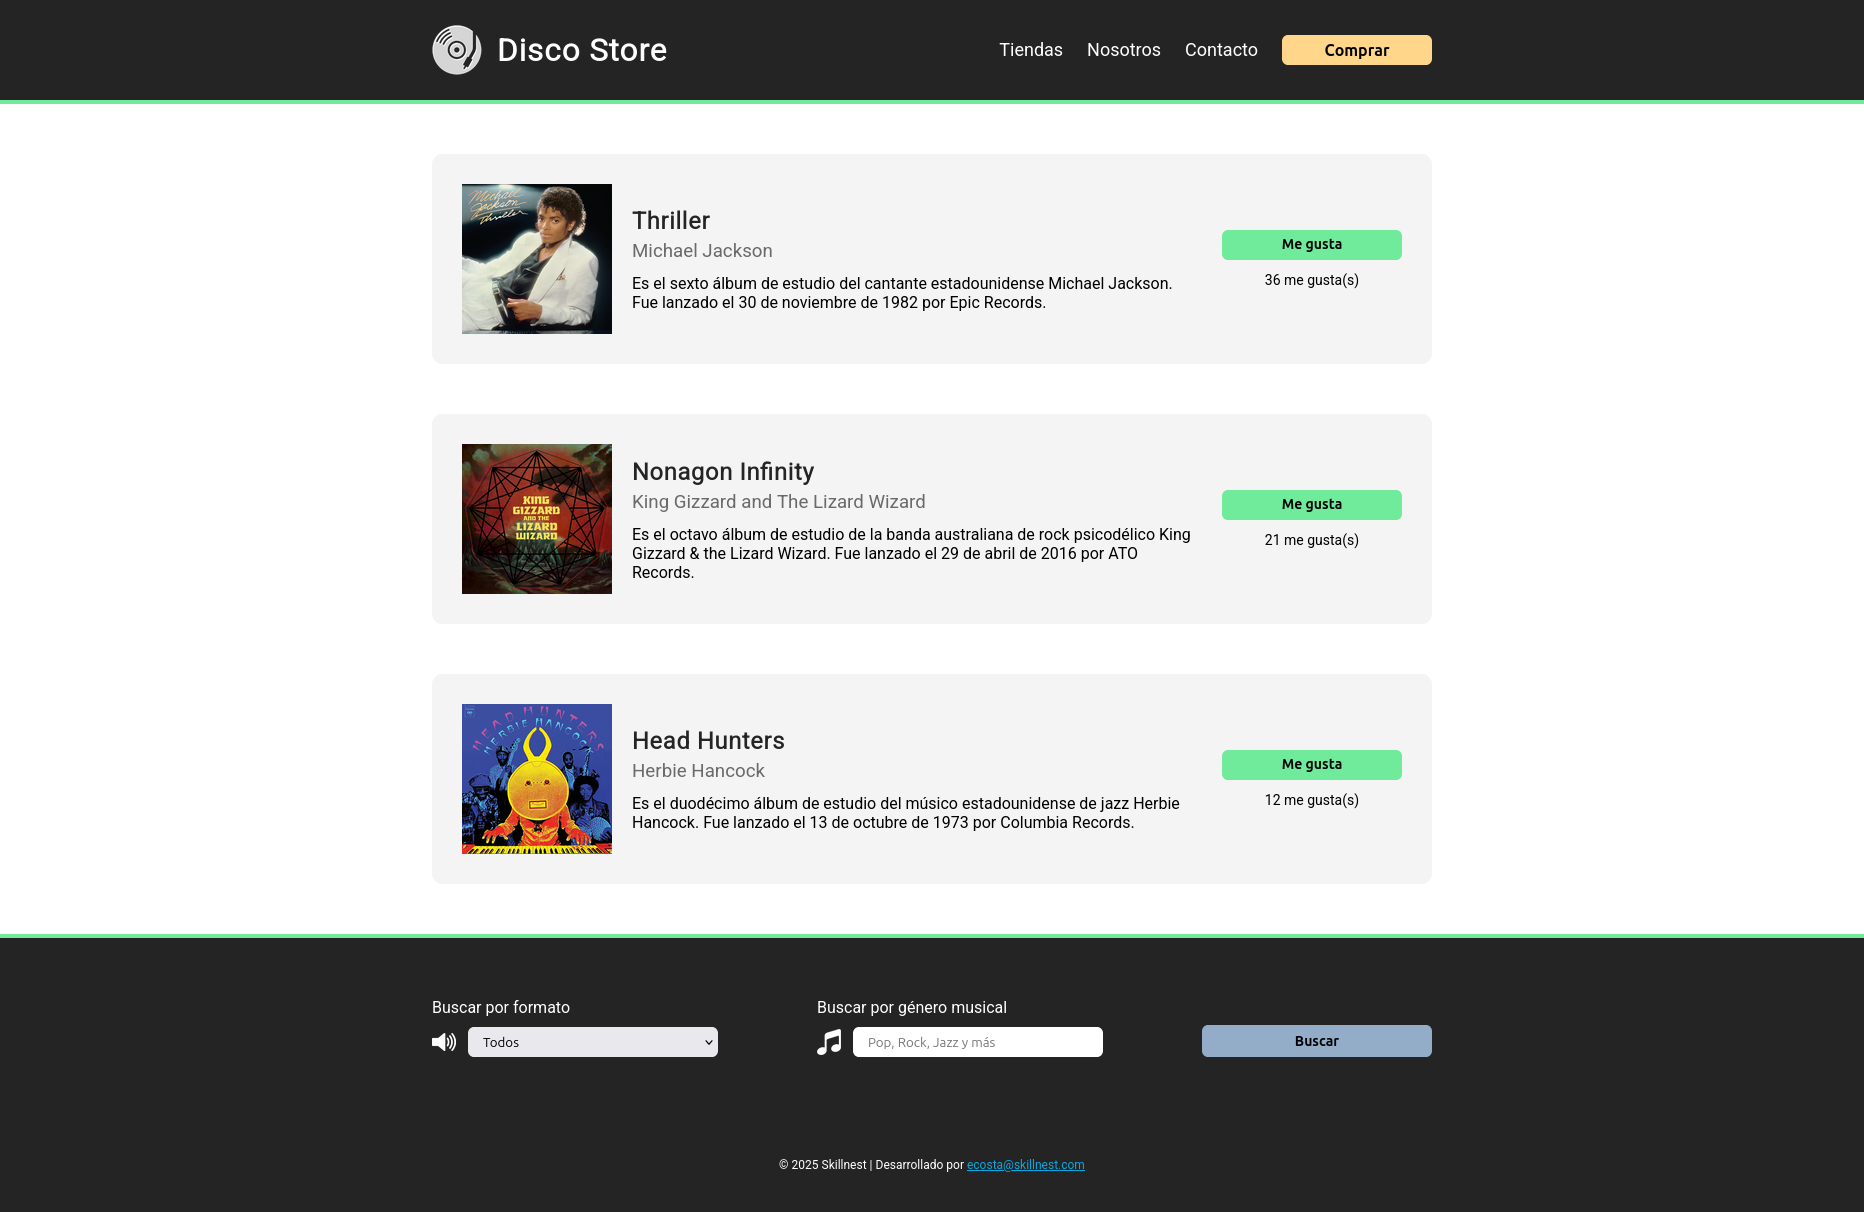 Disco Store
Tiendas
Nosotros
Contacto
Comprar
Michael
Jackson
Thriller
Thriller
Michael Jackson
Es el sexto álbum de estudio del cantante estadounidense Michael Jackson.
Fue lanzado el 30 de noviembre de 1982 por Epic Records.
Me gusta
36 me gusta(s)
KING
GIZZARD
AND THE
LIZARD
WIZARD
Nonagon Infinity
King Gizzard and The Lizard Wizard
Es el octavo álbum de estudio de la banda australiana de rock psicodélico King
Gizzard & the Lizard Wizard. Fue lanzado el 29 de abril de 2016 por ATO
Records.
Me gusta
21 me gusta(s)
HEAD HUNTERS
HERBIE HANCOCK
Head Hunters
Herbie Hancock
Es el duodécimo álbum de estudio del músico estadounidense de jazz Herbie
Hancock. Fue lanzado el 13 de octubre de 1973 por Columbia Records.
Me gusta
12 me gusta(s)
Buscar por formato
Todos
Buscar por género musical
Pop, Rock, Jazz y más
Buscar
© 2025 Skillnest | Desarrollado por ecosta@skillnest.com